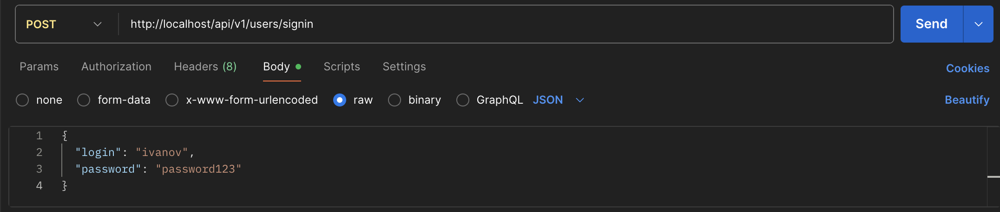 POST http://localhost/api/v1/users/signin Send
Params Authorization Headers (8) Body Scripts Settings Cookies
none form-data x-www-form-urlencoded raw binary GraphQL JSON Beautify
1 {
2 "login": "ivanov",
3 "password": "password123"
4 }